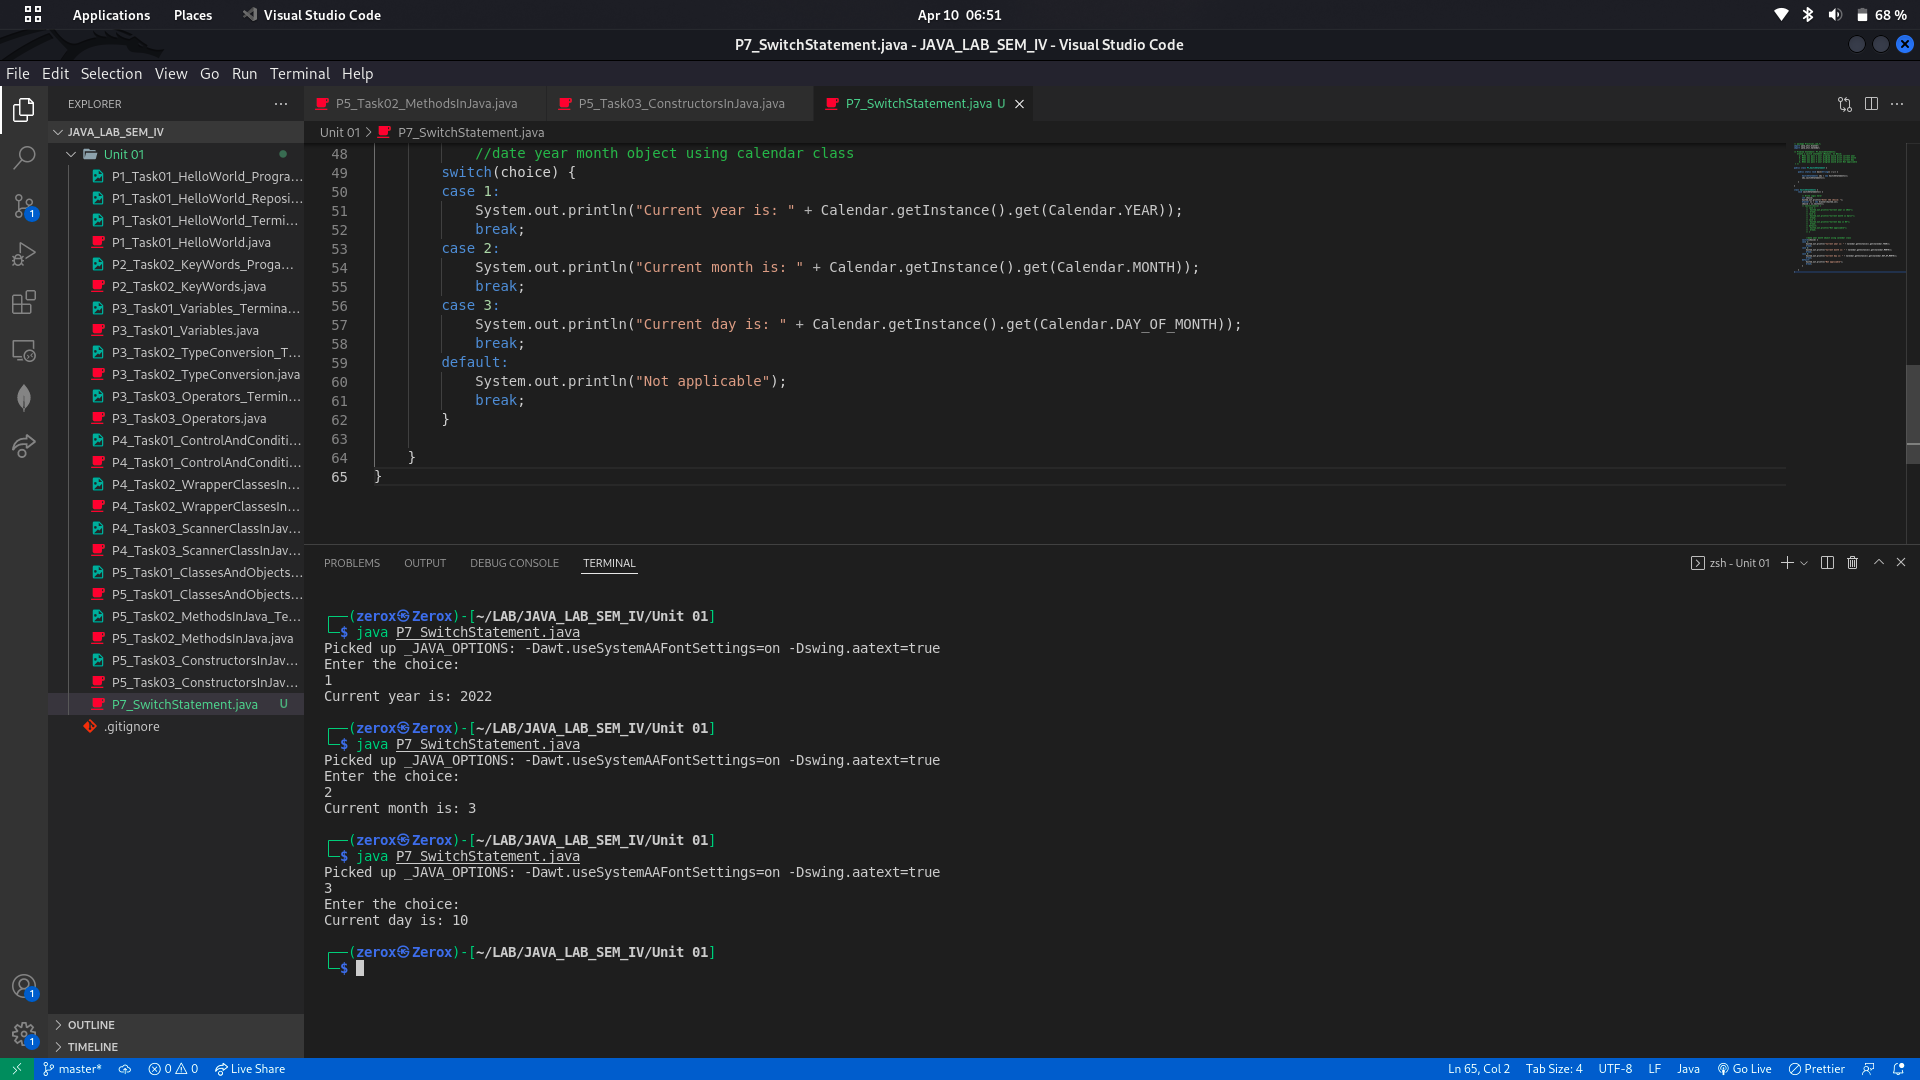 Applications Places Visual Studio Code Apr 10 06:51 68 %
P7_SwitchStatement.java - JAVA_LAB_SEM_IV - Visual Studio Code
File Edit Selection View Go Run Terminal Help
EXPLORER
JAVA_LAB_SEM_IV
Unit 01
P1_Task01_HelloWorld_Progra...
P1_Task01_HelloWorld_Reposi...
P1_Task01_HelloWorld_Termi...
P1_Task01_HelloWorld.java
P2_Task02_KeyWords_Proga...
P2_Task02_KeyWords.java
P3_Task01_Variables_Termina...
P3_Task01_Variables.java
P3_Task02_TypeConversion_T...
P3_Task02_TypeConversion.java
P3_Task03_Operators_Termin...
P3_Task03_Operators.java
P4_Task01_ControlAndConditi...
P4_Task01_ControlAndConditi...
P4_Task02_WrapperClassesIn...
P4_Task02_WrapperClassesIn...
P4_Task03_ScannerClassInJav...
P4_Task03_ScannerClassInJav...
P5_Task01_ClassesAndObjects...
P5_Task01_ClassesAndObjects...
P5_Task02_MethodsInJava_Te...
P5_Task02_MethodsInJava.java
P5_Task03_ConstructorsInJav...
P5_Task03_ConstructorsInJav...
P7_SwitchStatement.java U
.gitignore
OUTLINE
TIMELINE
1
1
1
P5_Task02_MethodsInJava.java P5_Task03_ConstructorsInJava.java P7_SwitchStatement.java U
Unit 01 > P7_SwitchStatement.java
48 //date year month object using calendar class
49 switch(choice) {
50 case 1:
51 System.out.println("Current year is: " + Calendar.getInstance().get(Calendar.YEAR));
52 break;
53 case 2:
54 System.out.println("Current month is: " + Calendar.getInstance().get(Calendar.MONTH));
55 break;
56 case 3:
57 System.out.println("Current day is: " + Calendar.getInstance().get(Calendar.DAY_OF_MONTH));
58 break;
59 default:
60 System.out.println("Not applicable");
61 break;
62 }
63
64 }
65 }
PROBLEMS OUTPUT DEBUG CONSOLE TERMINAL zsh - Unit 01
┌──(zerox㉿Zerox)-[~/LAB/JAVA_LAB_SEM_IV/Unit 01]
└─$ java P7_SwitchStatement.java
Picked up _JAVA_OPTIONS: -Dawt.useSystemAAFontSettings=on -Dswing.aatext=true
Enter the choice:
1
Current year is: 2022
┌──(zerox㉿Zerox)-[~/LAB/JAVA_LAB_SEM_IV/Unit 01]
└─$ java P7_SwitchStatement.java
Picked up _JAVA_OPTIONS: -Dawt.useSystemAAFontSettings=on -Dswing.aatext=true
Enter the choice:
2
Current month is: 3
┌──(zerox㉿Zerox)-[~/LAB/JAVA_LAB_SEM_IV/Unit 01]
└─$ java P7_SwitchStatement.java
Picked up _JAVA_OPTIONS: -Dawt.useSystemAAFontSettings=on -Dswing.aatext=true
3
Enter the choice:
Current day is: 10
┌──(zerox㉿Zerox)-[~/LAB/JAVA_LAB_SEM_IV/Unit 01]
└─$
master* 0 0 Live Share Ln 65, Col 2 Tab Size: 4 UTF-8 LF Java Go Live Prettier